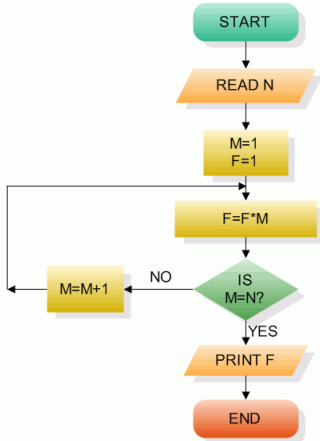 START
READ N
M=1
F=1
F=F*M
IS
M=N?
NO
M=M+1
YES
PRINT F
END